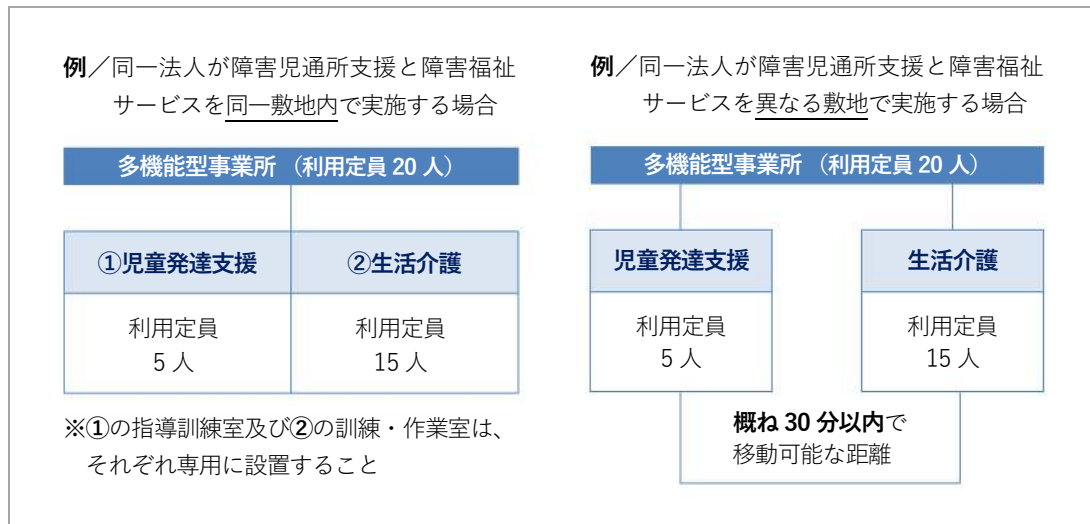 例／同一法人が障害児通所支援と障害福祉
サービスを同一敷地内で実施する場合
多機能型事業所 （利用定員 20 人）
①児童発達支援
②生活介護
利用定員
5 人
利用定員
15 人
※①の指導訓練室及び②の訓練・作業室は、
それぞれ専用に設置すること
例／同一法人が障害児通所支援と障害福祉
サービスを異なる敷地で実施する場合
多機能型事業所 （利用定員 20 人）
児童発達支援
生活介護
利用定員
5 人
利用定員
15 人
概ね 30 分以内で
移動可能な距離